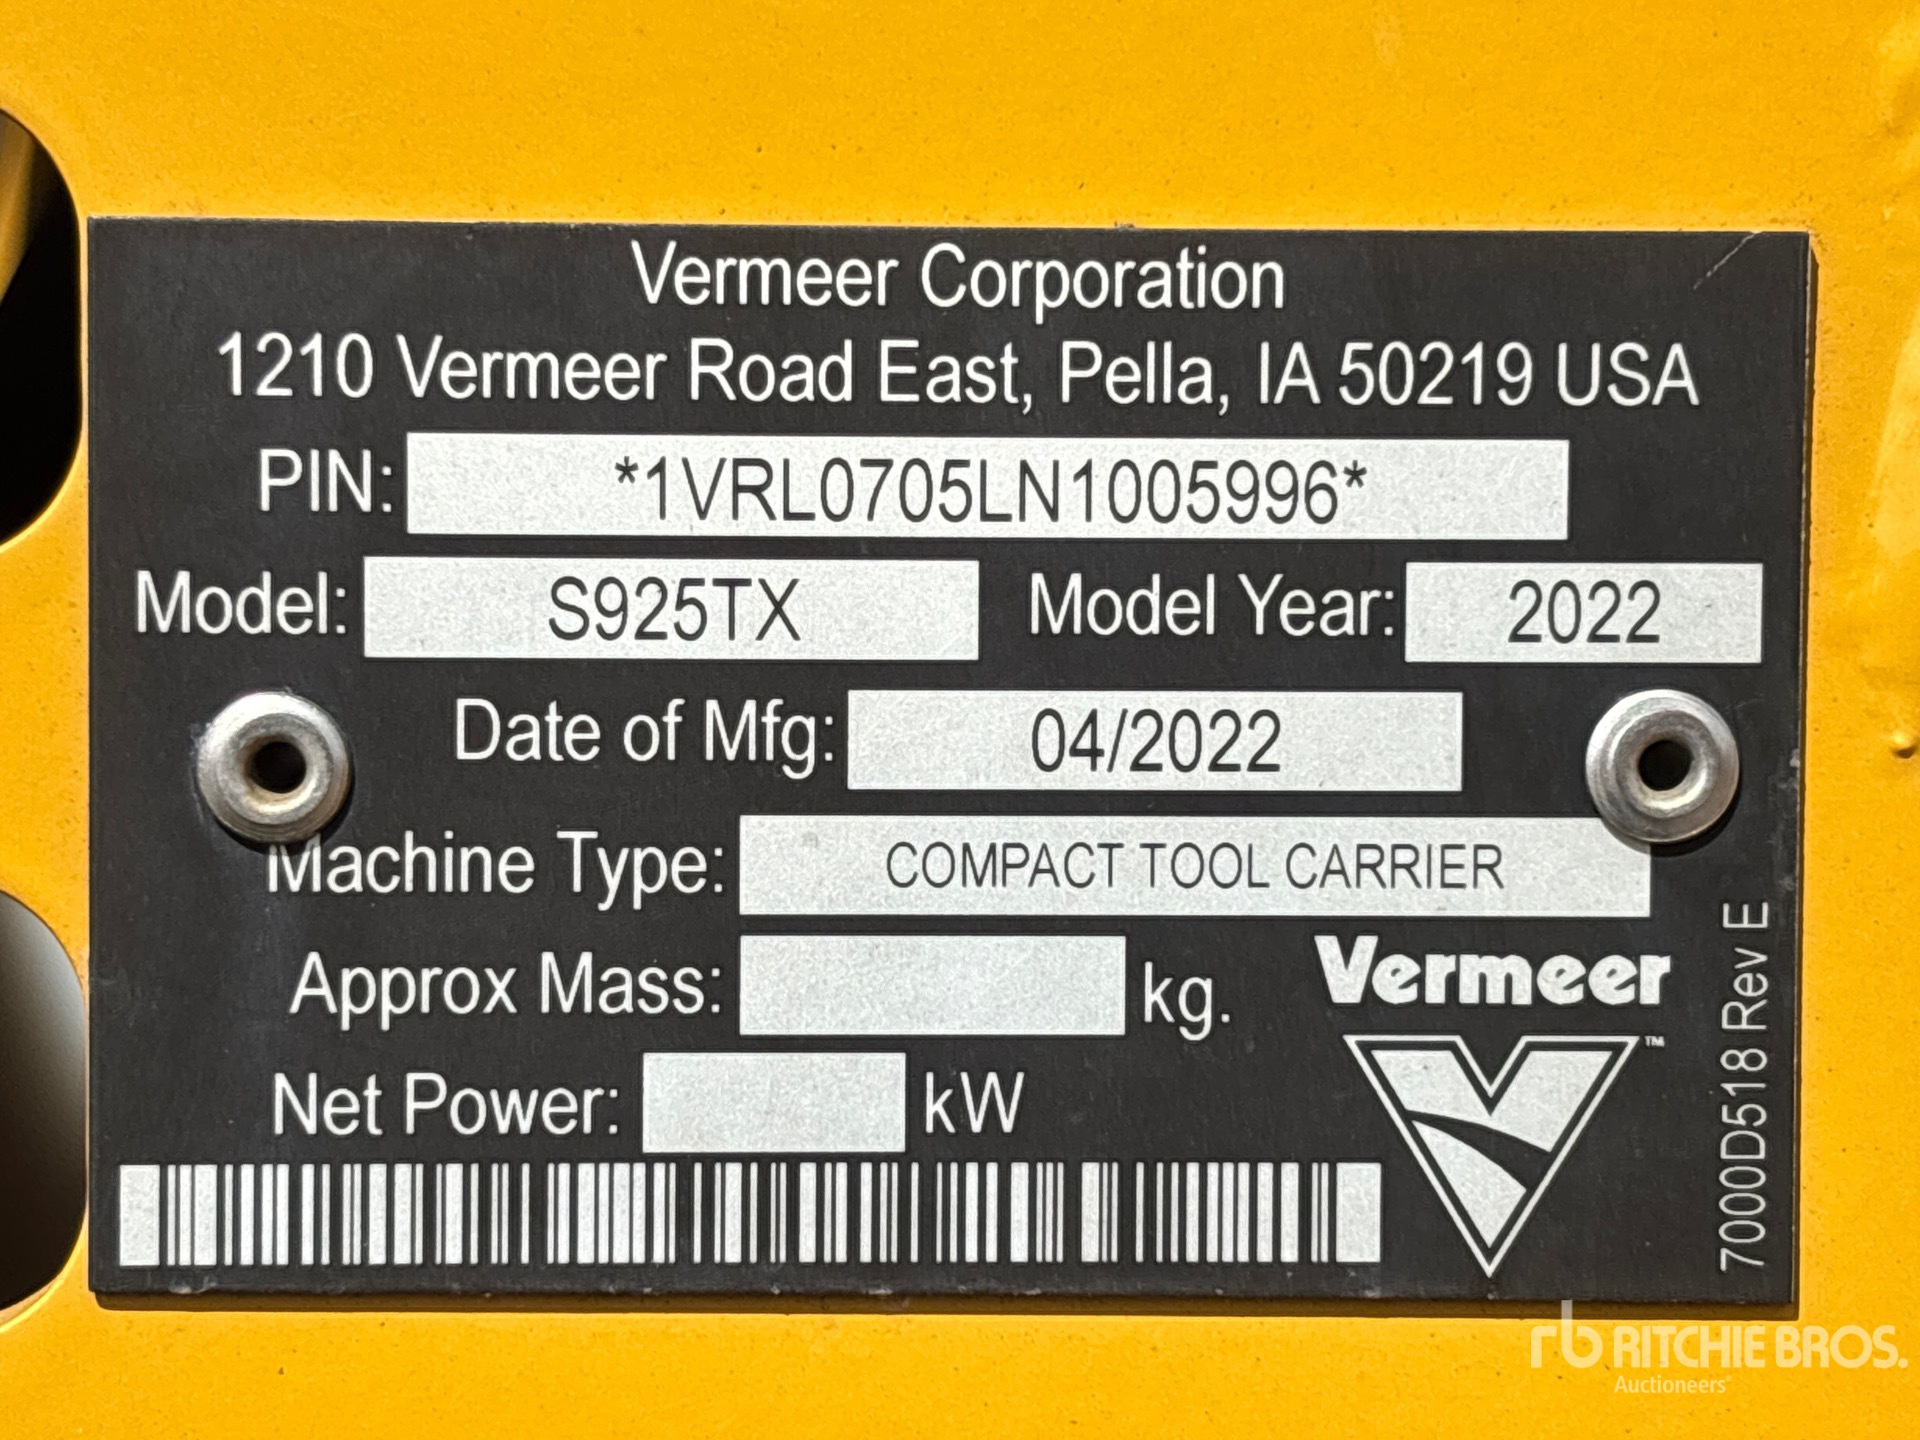 Vermeer Corporation
1210 Vermeer Road East, Pella, IA 50219 USA
PIN: *1VRL0705LN1005996*
Model: S925TX Model Year: 2022
Date of Mfg: 04/2022
Machine Type: COMPACT TOOL CARRIER
Approx Mass: kg.
Net Power: kW
Vermeer
™
7000D518 Rev E
rb RITCHIE BROS.
Auctioneers